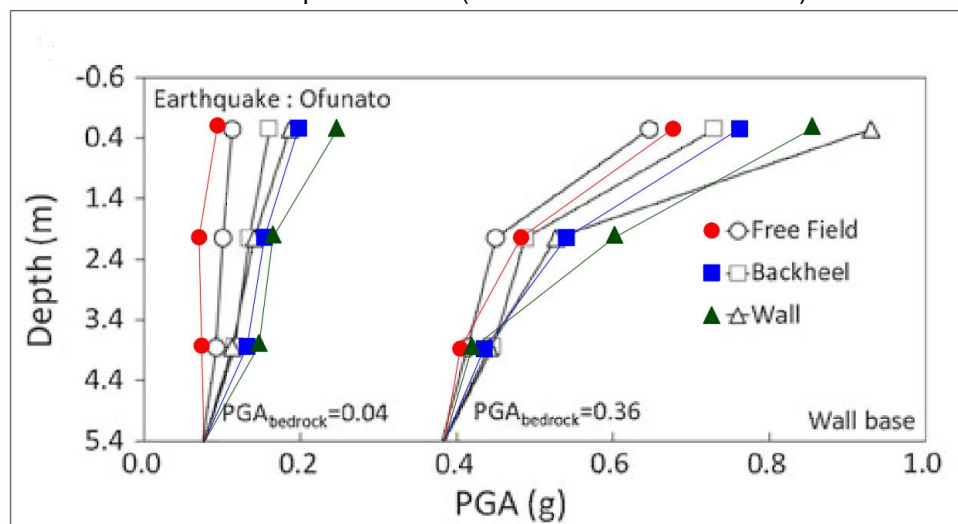 -0.6
Earthquake : Ofunato
0.4
1.4
Free Field
2.4
Backheel
Depth (m)
3.4
Wall
4.4
PGAbedrock=0.04
PGAbedrock=0.36
Wall base
5.4
0.0 0.2 0.4 0.6 0.8 1.0
PGA (g)